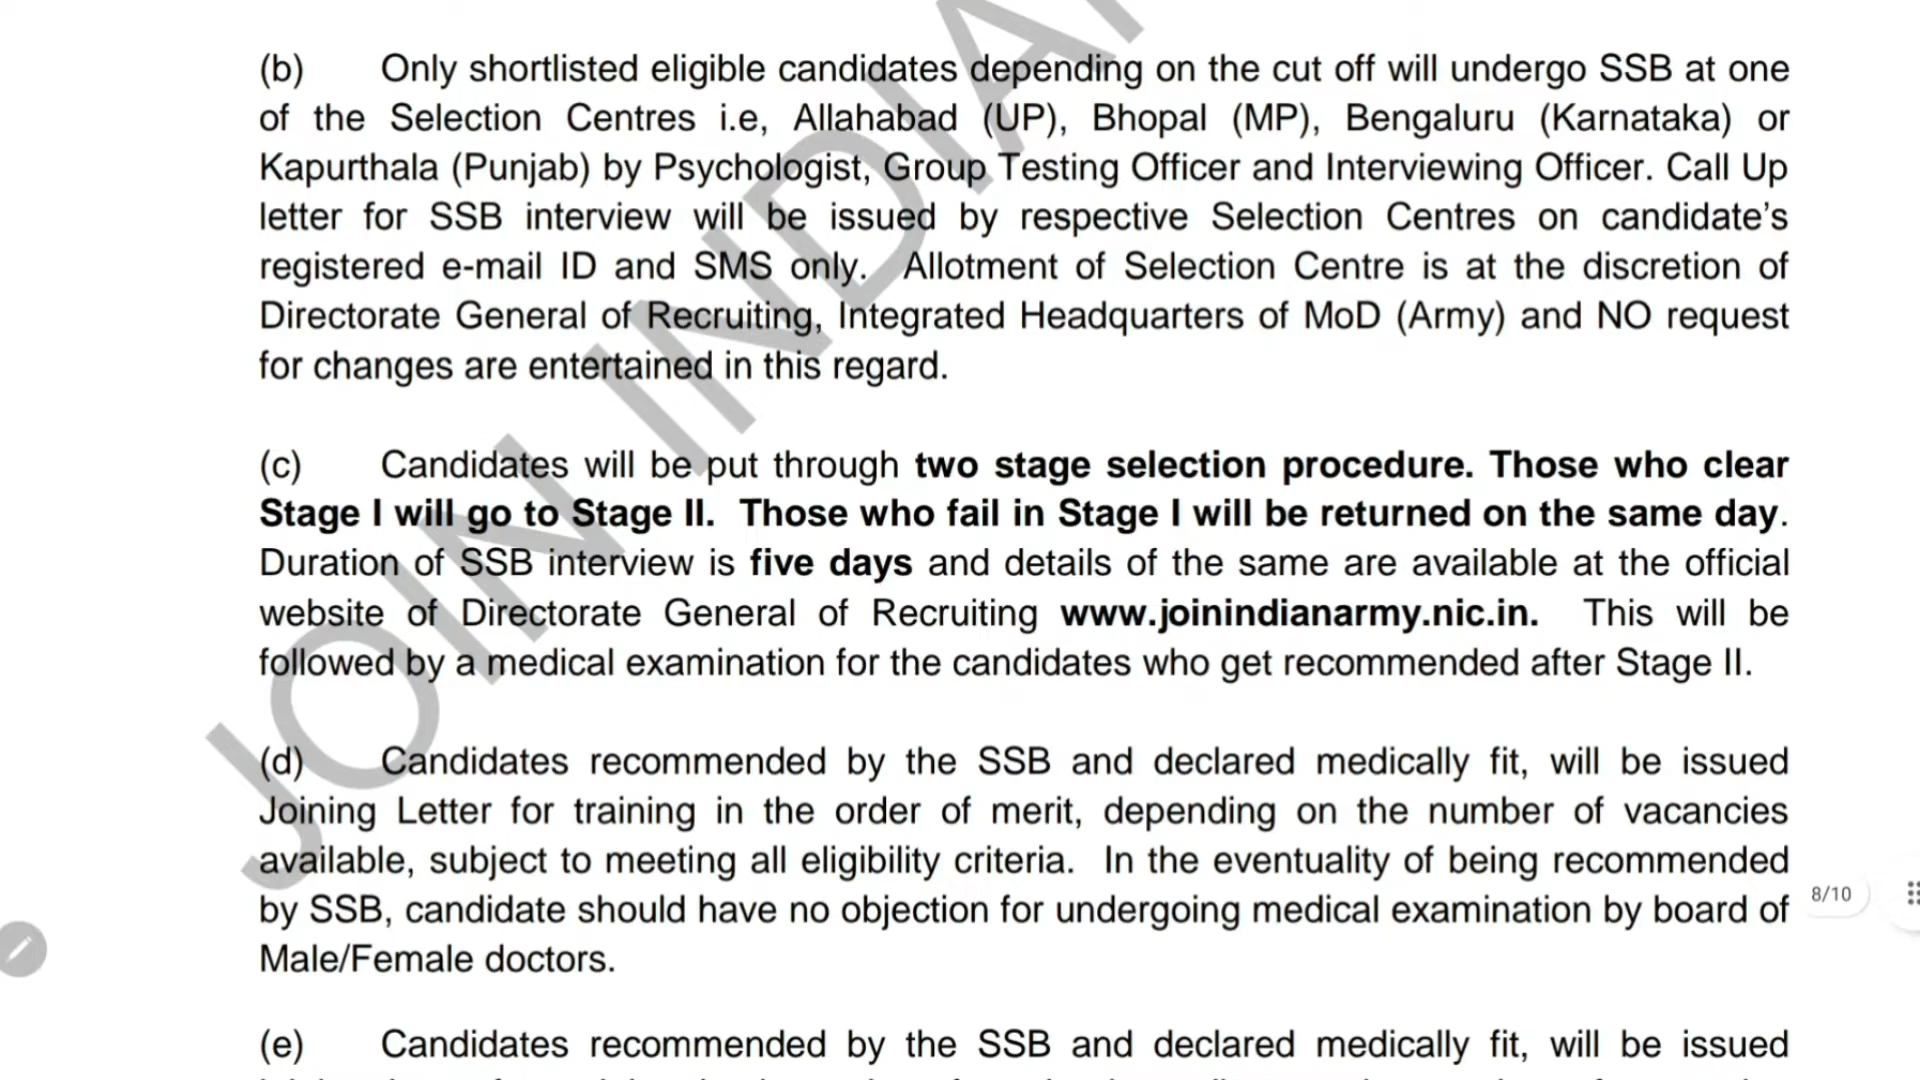 (b) Only shortlisted eligible candidates depending on the cut off will undergo SSB at one
of the Selection Centres i.e, Allahabad (UP), Bhopal (MP), Bengaluru (Karnataka) or
Kapurthala (Punjab) by Psychologist, Group Testing Officer and Interviewing Officer. Call Up
letter for SSB interview will be issued by respective Selection Centres on candidate’s
registered e-mail ID and SMS only. Allotment of Selection Centre is at the discretion of
Directorate General of Recruiting, Integrated Headquarters of MoD (Army) and NO request
for changes are entertained in this regard.
(c) Candidates will be put through two stage selection procedure. Those who clear
Stage I will go to Stage II. Those who fail in Stage I will be returned on the same day.
Duration of SSB interview is five days and details of the same are available at the official
website of Directorate General of Recruiting www.joinindianarmy.nic.in. This will be
followed by a medical examination for the candidates who get recommended after Stage II.
(d) Candidates recommended by the SSB and declared medically fit, will be issued
Joining Letter for training in the order of merit, depending on the number of vacancies
available, subject to meeting all eligibility criteria. In the eventuality of being recommended
by SSB, candidate should have no objection for undergoing medical examination by board of
Male/Female doctors.
(e) Candidates recommended by the SSB and declared medically fit, will be issued
JOIN INDIA
8/10